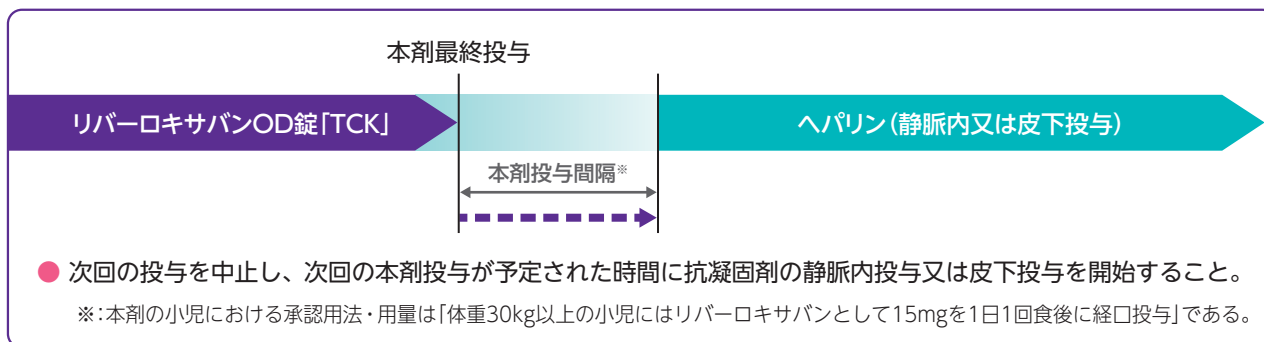 本剤最終投与
リバーロキサバンOD錠「TCK」
ヘパリン（静脈内又は皮下投与）
本剤投与間隔※
● 次回の投与を中止し、次回の本剤投与が予定された時間に抗凝固剤の静脈内投与又は皮下投与を開始すること。
※：本剤の小児における承認用法・用量は「体重30kg以上の小児にはリバーロキサバンとして15mgを1日1回食後に経口投与」である。